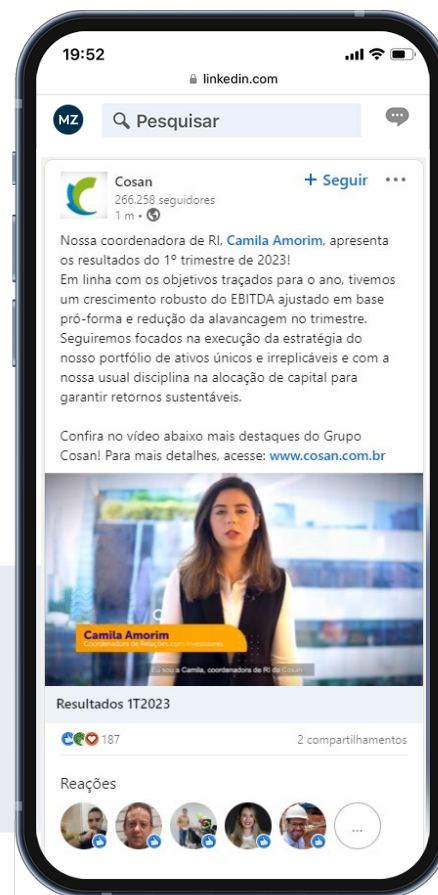 19:52
linkedin.com
MZ
Pesquisar
Cosan
+ Seguir
266.258 seguidores
1 m •
Nossa coordenadora de RI, Camila Amorim, apresenta
os resultados do 1º trimestre de 2023!
Em linha com os objetivos traçados para o ano, tivemos
um crescimento robusto do EBITDA ajustado em base
pró-forma e redução da alavancagem no trimestre.
Seguiremos focados na execução da estratégia do
nosso portfólio de ativos únicos e irreplicáveis e com a
nossa usual disciplina na alocação de capital para
garantir retornos sustentáveis.
Confira no vídeo abaixo mais destaques do Grupo
Cosan! Para mais detalhes, acesse: www.cosan.com.br
Camila Amorim
Coordenadora de Relações com Investidores
Eu sou a Camila, coordenadora de RI da Cosan
Resultados 1T2023
187
2 compartilhamentos
Reações
...